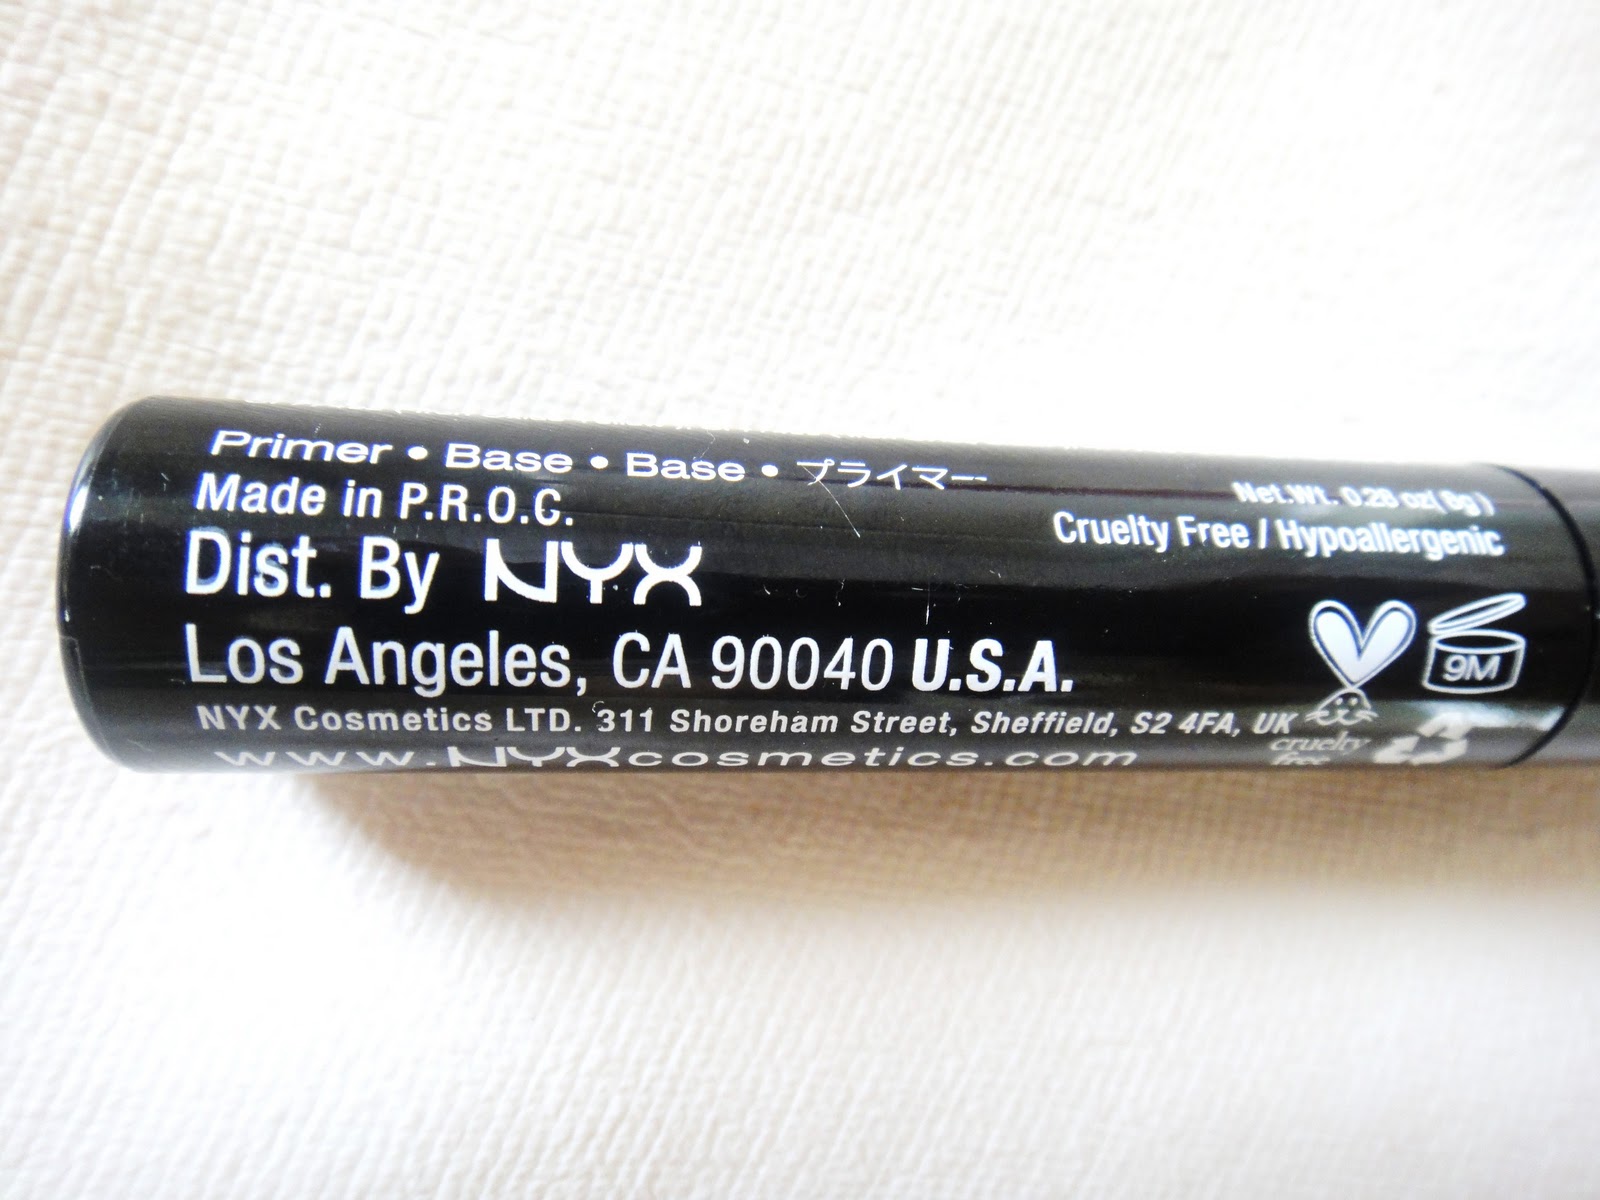 Primer • Base • Base • プライマー
Made in P.R.O.C.
Dist. By NYX
Los Angeles, CA 90040 U.S.A.
NYX Cosmetics LTD. 311 Shoreham Street, Sheffield, S2 4FA, UK
www.NYXcosmetics.com
Net.Wt. 0.28 oz( 8g )
Cruelty Free / Hypoallergenic
9M
cruelty
free